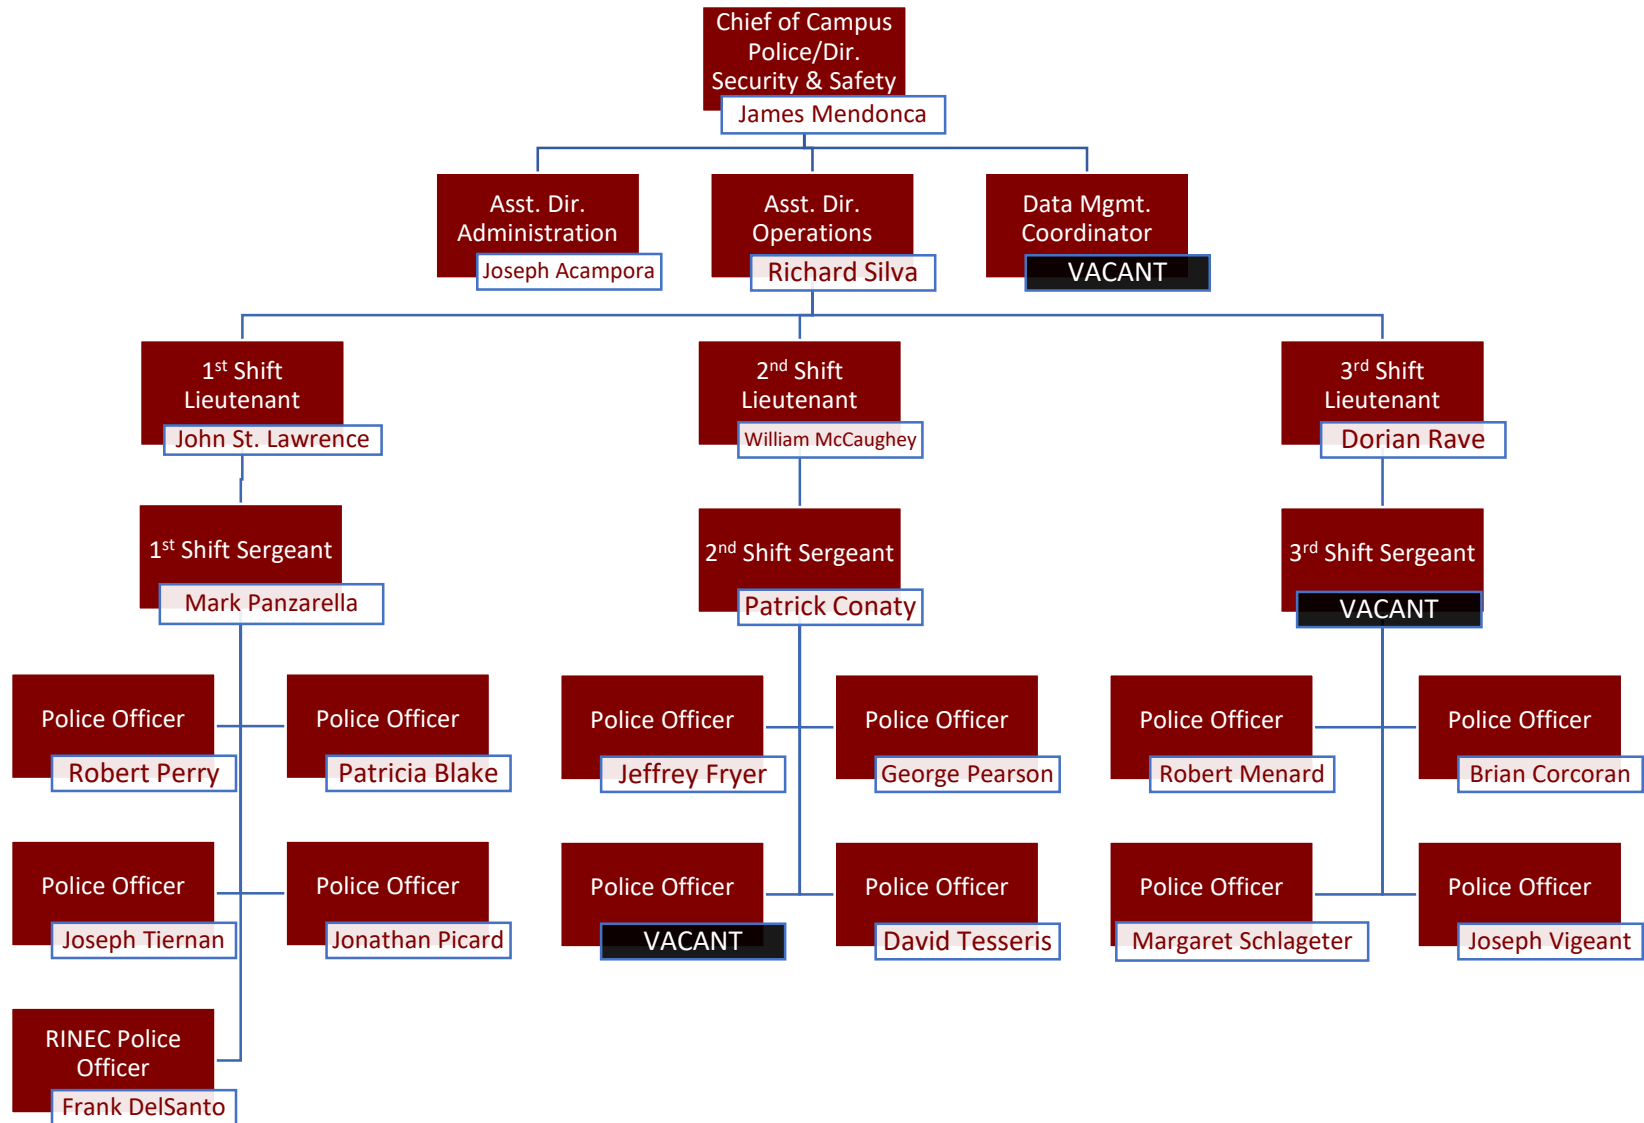 Chief of Campus
Police/Dir.
Security & Safety
James Mendonca
Asst. Dir.
Administration
Joseph Acampora
Asst. Dir.
Operations
Richard Silva
Data Mgmt.
Coordinator
VACANT
1st Shift
Lieutenant
John St. Lawrence
2nd Shift
Lieutenant
William McCaughey
3rd Shift
Lieutenant
Dorian Rave
1st Shift Sergeant
Mark Panzarella
2nd Shift Sergeant
Patrick Conaty
3rd Shift Sergeant
VACANT
Police Officer
Robert Perry
Police Officer
Patricia Blake
Police Officer
Jeffrey Fryer
Police Officer
George Pearson
Police Officer
Robert Menard
Police Officer
Brian Corcoran
Police Officer
Joseph Tiernan
Police Officer
Jonathan Picard
Police Officer
VACANT
Police Officer
David Tesseris
Police Officer
Margaret Schlageter
Police Officer
Joseph Vigeant
RINEC Police
Officer
Frank DelSanto